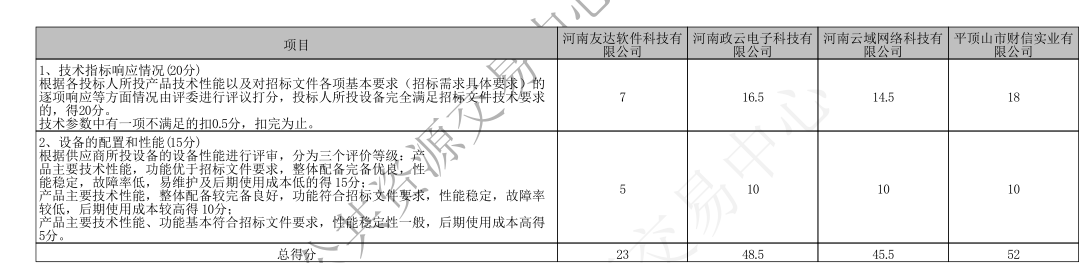 项目
河南友达软件科技有限公司
河南政云电子科技有限公司
河南云域网络科技有限公司
平顶山市财信实业有限公司
1、技术指标响应情况(20分)
根据各投标人所投产品技术性能以及对招标文件各项基本要求（招标需求具体要求）的
逐项响应等方面情况由评委进行评议打分，投标人所投设备完全满足招标文件技术要求
的，得20分。
技术参数中有一项不满足的扣0.5分，扣完为止。
7
16.5
14.5
18
2、设备的配置和性能(15分)
根据供应商所投设备的设备性能进行评审，分为三个评价等级：产
品主要技术性能，功能优于招标文件要求，整体配备完备优良，性
能稳定，故障率低，易维护及后期使用成本低的得15分；
产品主要技术性能，整体配备较完备良好，功能符合招标文件要求，性能稳定，故障率
较低，后期使用成本较高得10分；
产品主要技术性能、功能基本符合招标文件要求，性能稳定性一般，后期使用成本高得
5分。
5
10
10
10
总得分
23
48.5
45.5
52
公共资源交易中心
交易中心